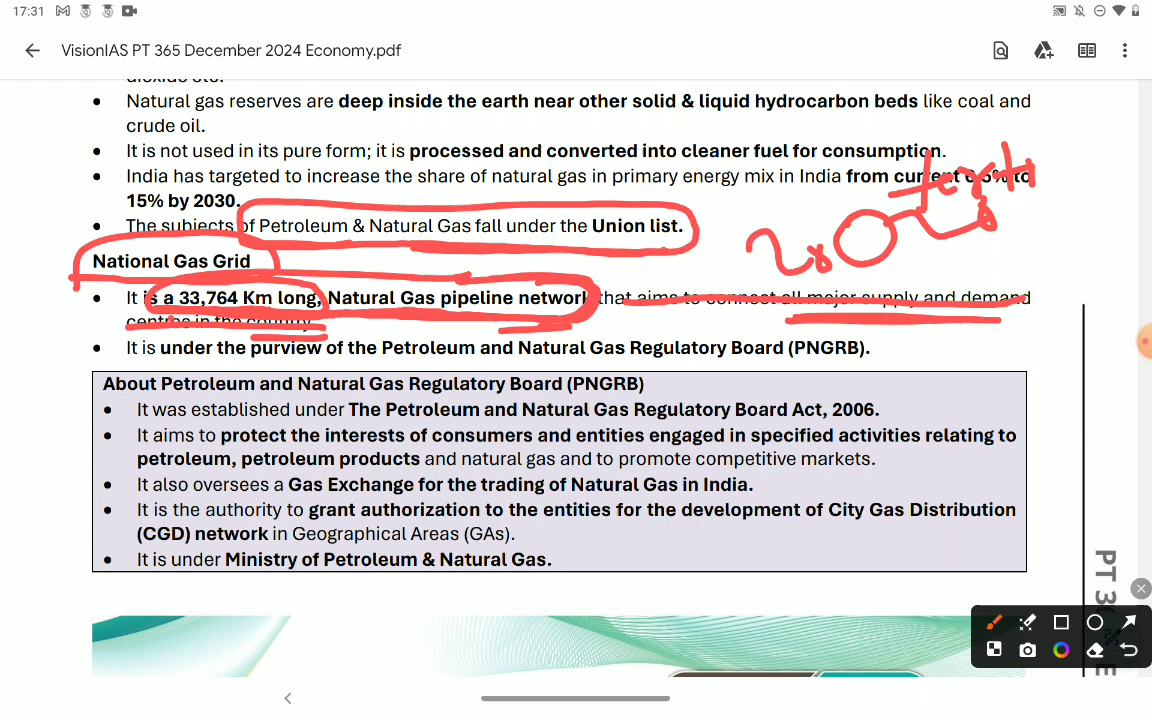 17:31
VisionIAS PT 365 December 2024 Economy.pdf
dioxide etc.
• Natural gas reserves are deep inside the earth near other solid & liquid hydrocarbon beds like coal and
crude oil.
• It is not used in its pure form; it is processed and converted into cleaner fuel for consumption.
• India has targeted to increase the share of natural gas in primary energy mix in India from current 6.5% to
15% by 2030.
• The subjects of Petroleum & Natural Gas fall under the Union list.
National Gas Grid
• It is a 33,764 Km long, Natural Gas pipeline network that aims to connect all major supply and demand
centres in the country.
• It is under the purview of the Petroleum and Natural Gas Regulatory Board (PNGRB).
About Petroleum and Natural Gas Regulatory Board (PNGRB)
• It was established under The Petroleum and Natural Gas Regulatory Board Act, 2006.
• It aims to protect the interests of consumers and entities engaged in specified activities relating to
petroleum, petroleum products and natural gas and to promote competitive markets.
• It also oversees a Gas Exchange for the trading of Natural Gas in India.
• It is the authority to grant authorization to the entities for the development of City Gas Distribution
(CGD) network in Geographical Areas (GAs).
• It is under Ministry of Petroleum & Natural Gas.